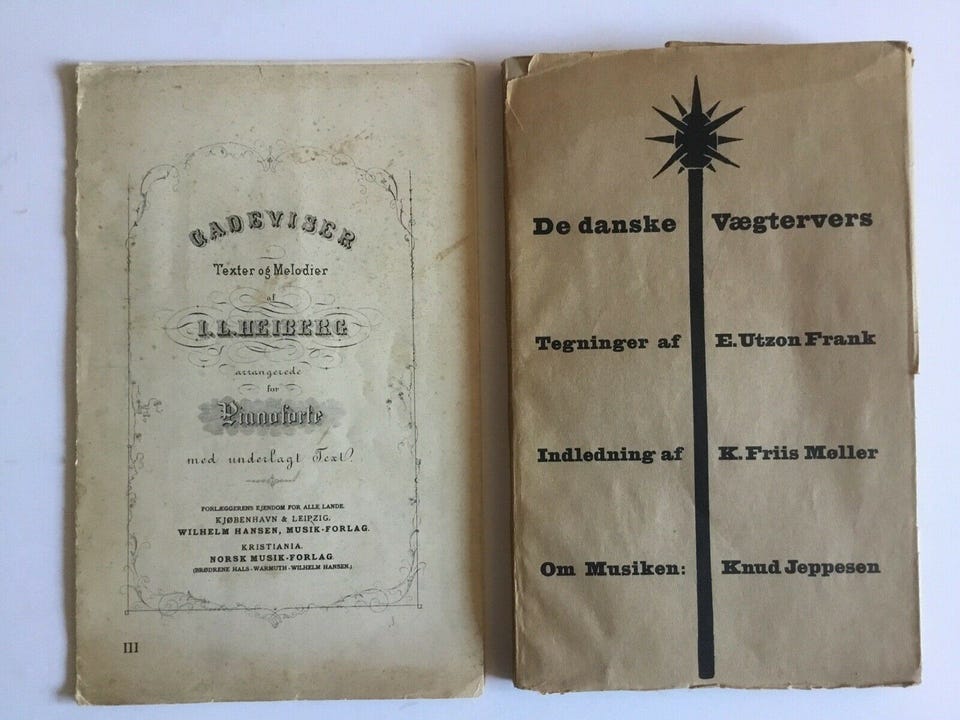 GADEVISER
Texter og Melodier
af
I.L.HEIBERG
arrangerede
for
Pianoforte
med underlagt Text.
FORLÆGGERENS EJENDOM FOR ALLE LANDE.
KJØBENHAVN & LEIPZIG.
WILHELM HANSEN, MUSIK-FORLAG.
KRISTIANIA.
NORSK MUSIK-FORLAG.
(BRØDRENE HALS - WARMUTH - WILHELM HANSEN.)
III
De danske Vægtervers
Tegninger af E. Utzon Frank
Indledning af K. Friis Møller
Om Musiken: Knud Jeppesen